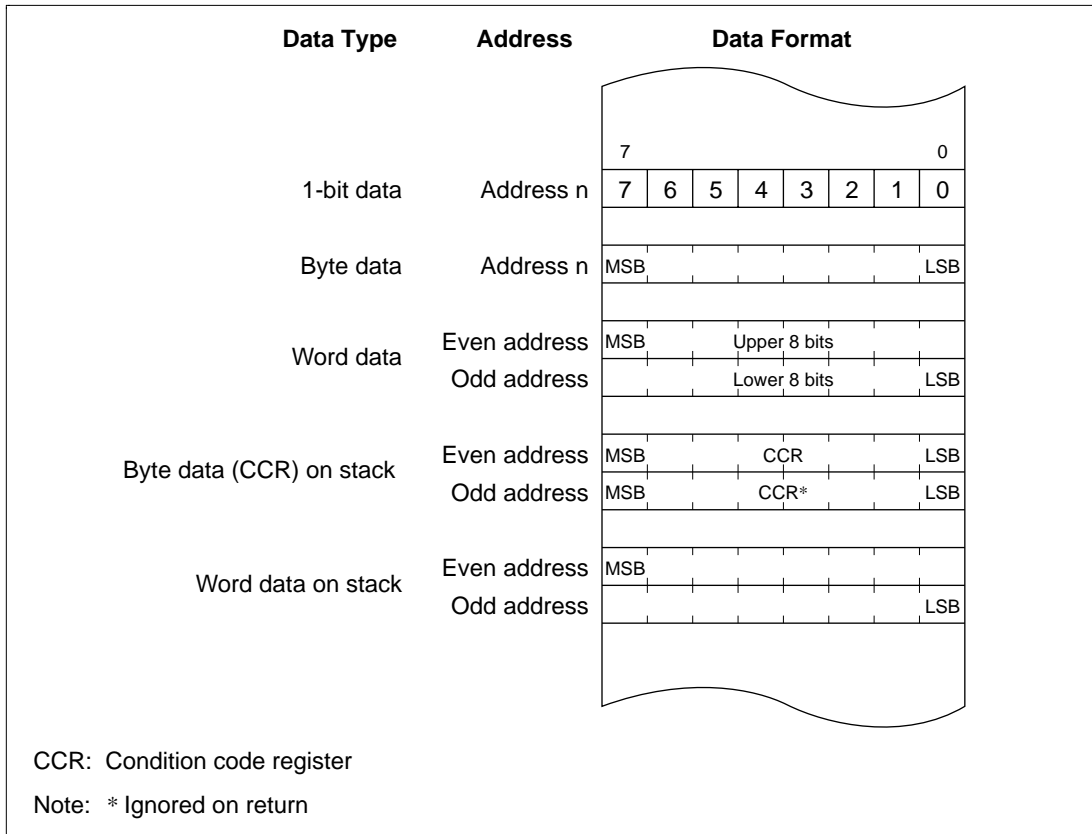 Data Type Address Data Format
7 0
1-bit data Address n 7 6 5 4 3 2 1 0
Byte data Address n MSB LSB
Word data
Even address MSB Upper 8 bits
Odd address Lower 8 bits LSB
Byte data (CCR) on stack
Even address MSB CCR LSB
Odd address MSB CCR* LSB
Word data on stack
Even address MSB
Odd address LSB
CCR: Condition code register
Note: * Ignored on return